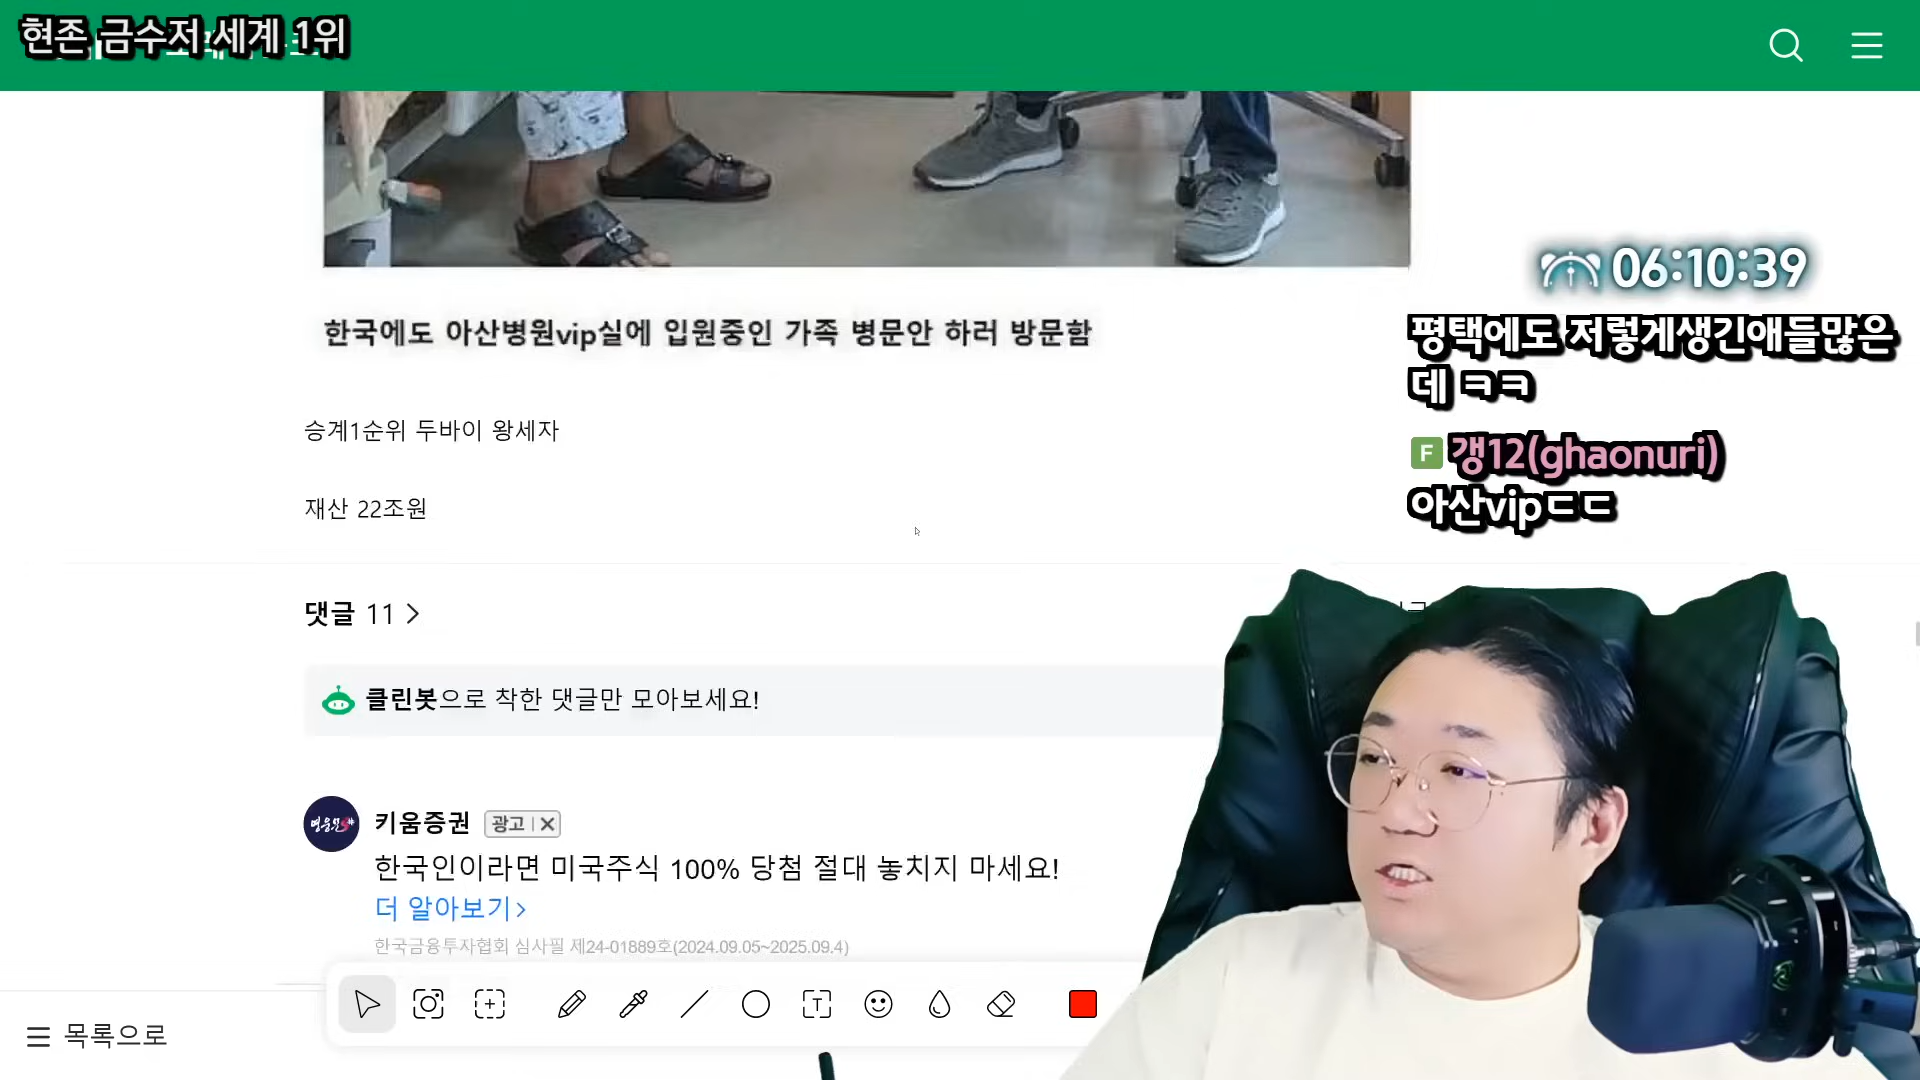 현존 금수저 세계 1위
06:10:39
한국에도 아산병원vip실에 입원중인 가족 병문안 하러 방문함
평택에도 저렇게생긴애들많은
데 ㅋㅋ
승계1순위 두바이 왕세자
F 갱12(ghaonuri)
아산vipㄷㄷ
재산 22조원
댓글 11
클린봇으로 착한 댓글만 모아보세요!
키움증권 광고
한국인이라면 미국주식 100% 당첨 절대 놓치지 마세요!
더 알아보기
한국금융투자협회 심사필 제24-01889호(2024.09.05~2025.09.4)
목록으로